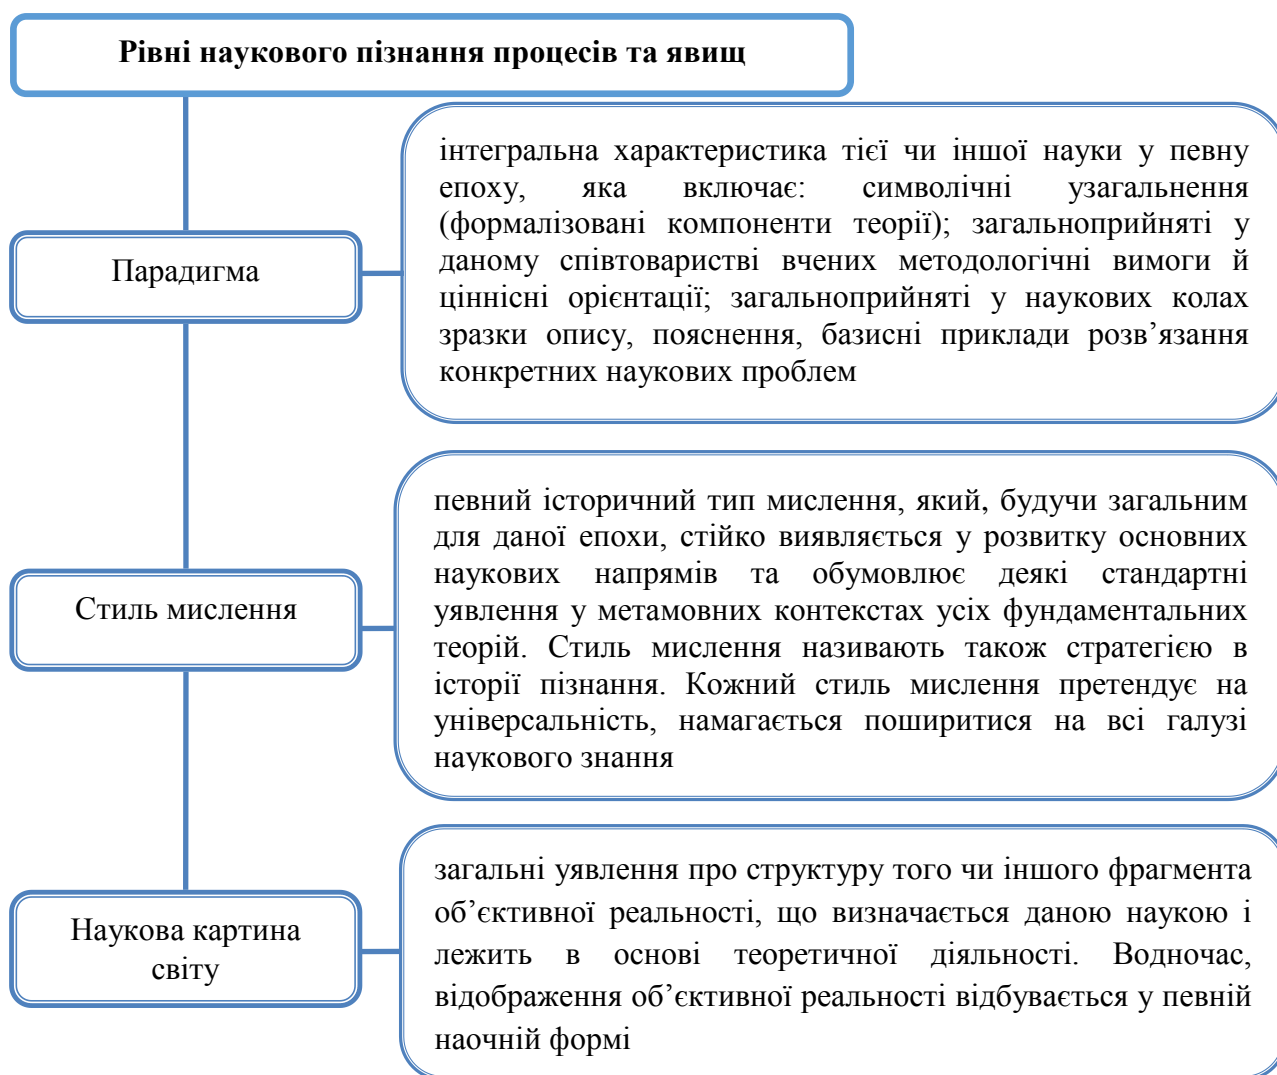 Рівні наукового пізнання процесів та явищ
інтегральна характеристика тієї чи іншої науки у певну
епоху, яка включає: символічні узагальнення
(формалізовані компоненти теорії); загальноприйняті у
даному співтоваристві вчених методологічні вимоги й
ціннісні орієнтації; загальноприйняті у наукових колах
зразки опису, пояснення, базисні приклади розв’язання
конкретних наукових проблем
Парадигма
певний історичний тип мислення, який, будучи загальним
для даної епохи, стійко виявляється у розвитку основних
наукових напрямів та обумовлює деякі стандартні
уявлення у метамовних контекстах усіх фундаментальних
теорій. Стиль мислення називають також стратегією в
історії пізнання. Кожний стиль мислення претендує на
універсальність, намагається поширитися на всі галузі
наукового знання
Стиль мислення
загальні уявлення про структуру того чи іншого фрагмента
об’єктивної реальності, що визначається даною наукою і
лежить в основі теоретичної діяльності. Водночас,
відображення об’єктивної реальності відбувається у певній
наочній формі
Наукова картина
світу